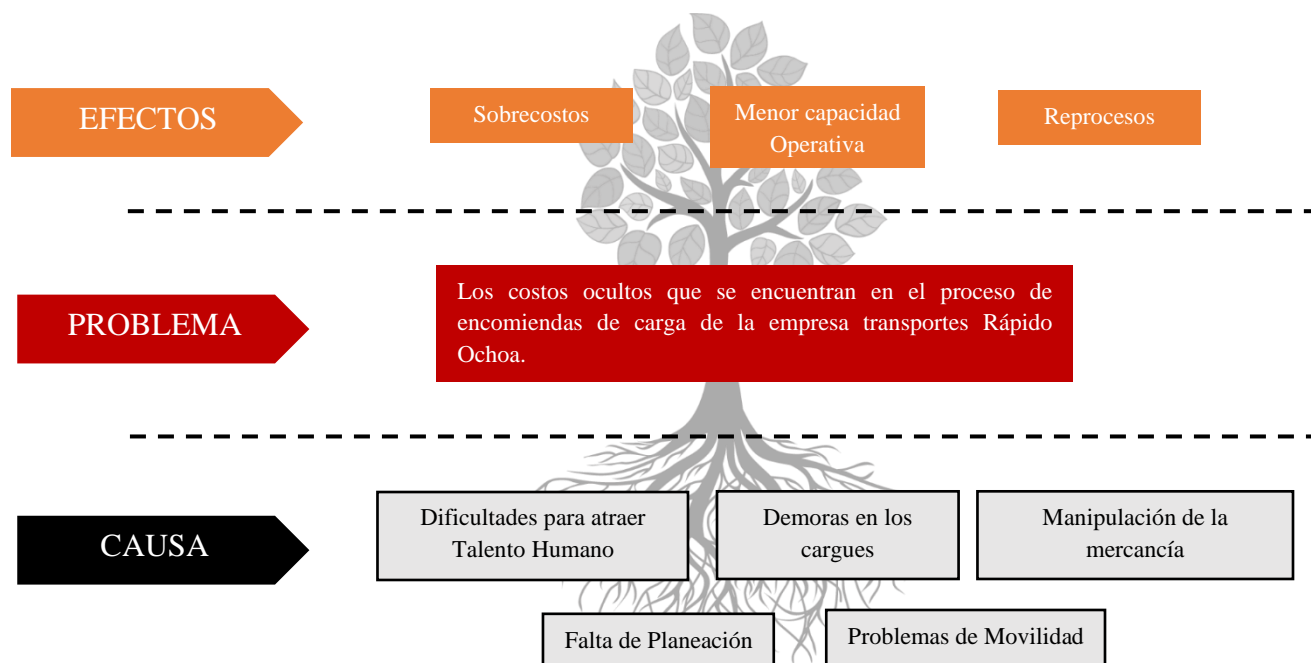 EFECTOS
Sobrecostos
Menor capacidad
Operativa
Reprocesos
PROBLEMA
Los costos ocultos que se encuentran en el proceso de
encomiendas de carga de la empresa transportes Rápido
Ochoa.
CAUSA
Dificultades para atraer
Talento Humano
Demoras en los
cargues
Manipulación de la
mercancía
Falta de Planeación
Problemas de Movilidad